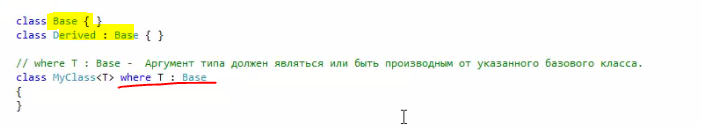 class Base { }
class Derived : Base { }
// where T : Base - Аргумент типа должен являться или быть производным от указанного базового класса.
class MyClass<T> where T : Base
{
}